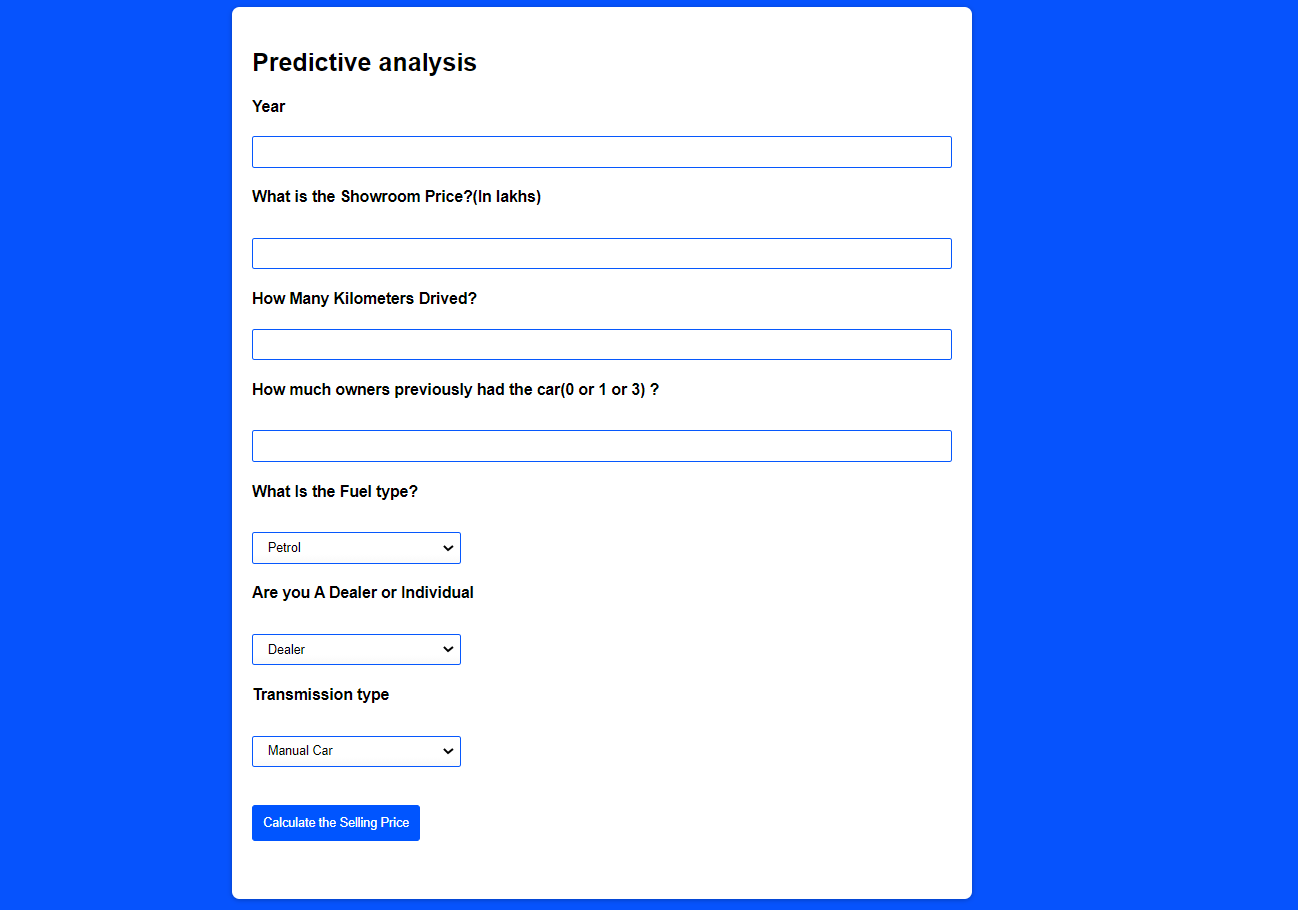 Predictive analysis
Year
What is the Showroom Price?(In lakhs)
How Many Kilometers Drived?
How much owners previously had the car(0 or 1 or 3) ?
What Is the Fuel type?
Petrol
Are you A Dealer or Individual
Dealer
Transmission type
Manual Car
Calculate the Selling Price